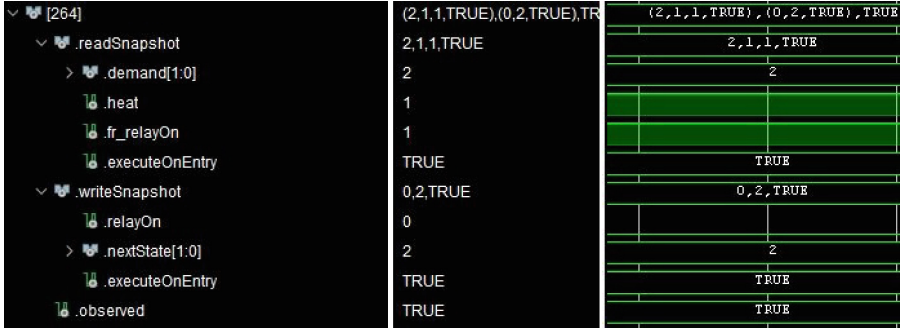 [264] (2,1,1,TRUE),(0,2,TRUE),TR (2,1,1,TRUE),(0,2,TRUE),TRUE
.readSnapshot 2,1,1,TRUE 2,1,1,TRUE
.demand[1:0] 2 2
.heat 1
.fr_relayOn 1
.executeOnEntry TRUE TRUE
.writeSnapshot 0,2,TRUE 0,2,TRUE
.relayOn 0
.nextState[1:0] 2 2
.executeOnEntry TRUE TRUE
.observed TRUE TRUE